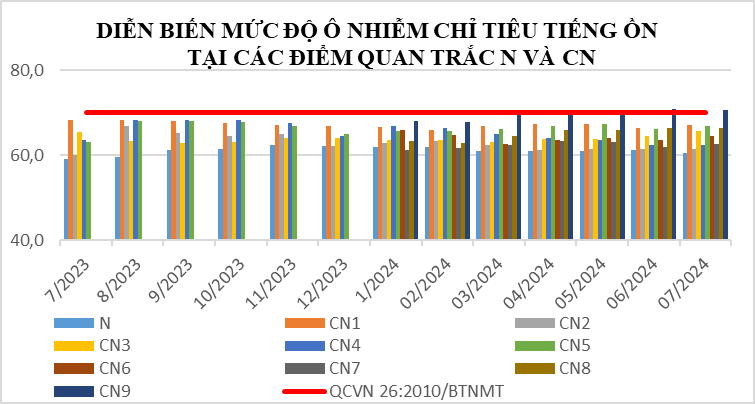 DIỄN BIẾN MỨC ĐỘ Ô NHIỄM CHỈ TIÊU TIẾNG ỒN
TẠI CÁC ĐIỂM QUAN TRẮC N VÀ CN
80,0
60,0
40,0
7/2023
8/2023
9/2023
10/2023
11/2023
12/2023
1/2024
02/2024
03/2024
04/2024
05/2024
06/2024
07/2024
N CN1 CN2
CN3 CN4 CN5
CN6 CN7 CN8
CN9 QCVN 26:2010/BTNMT